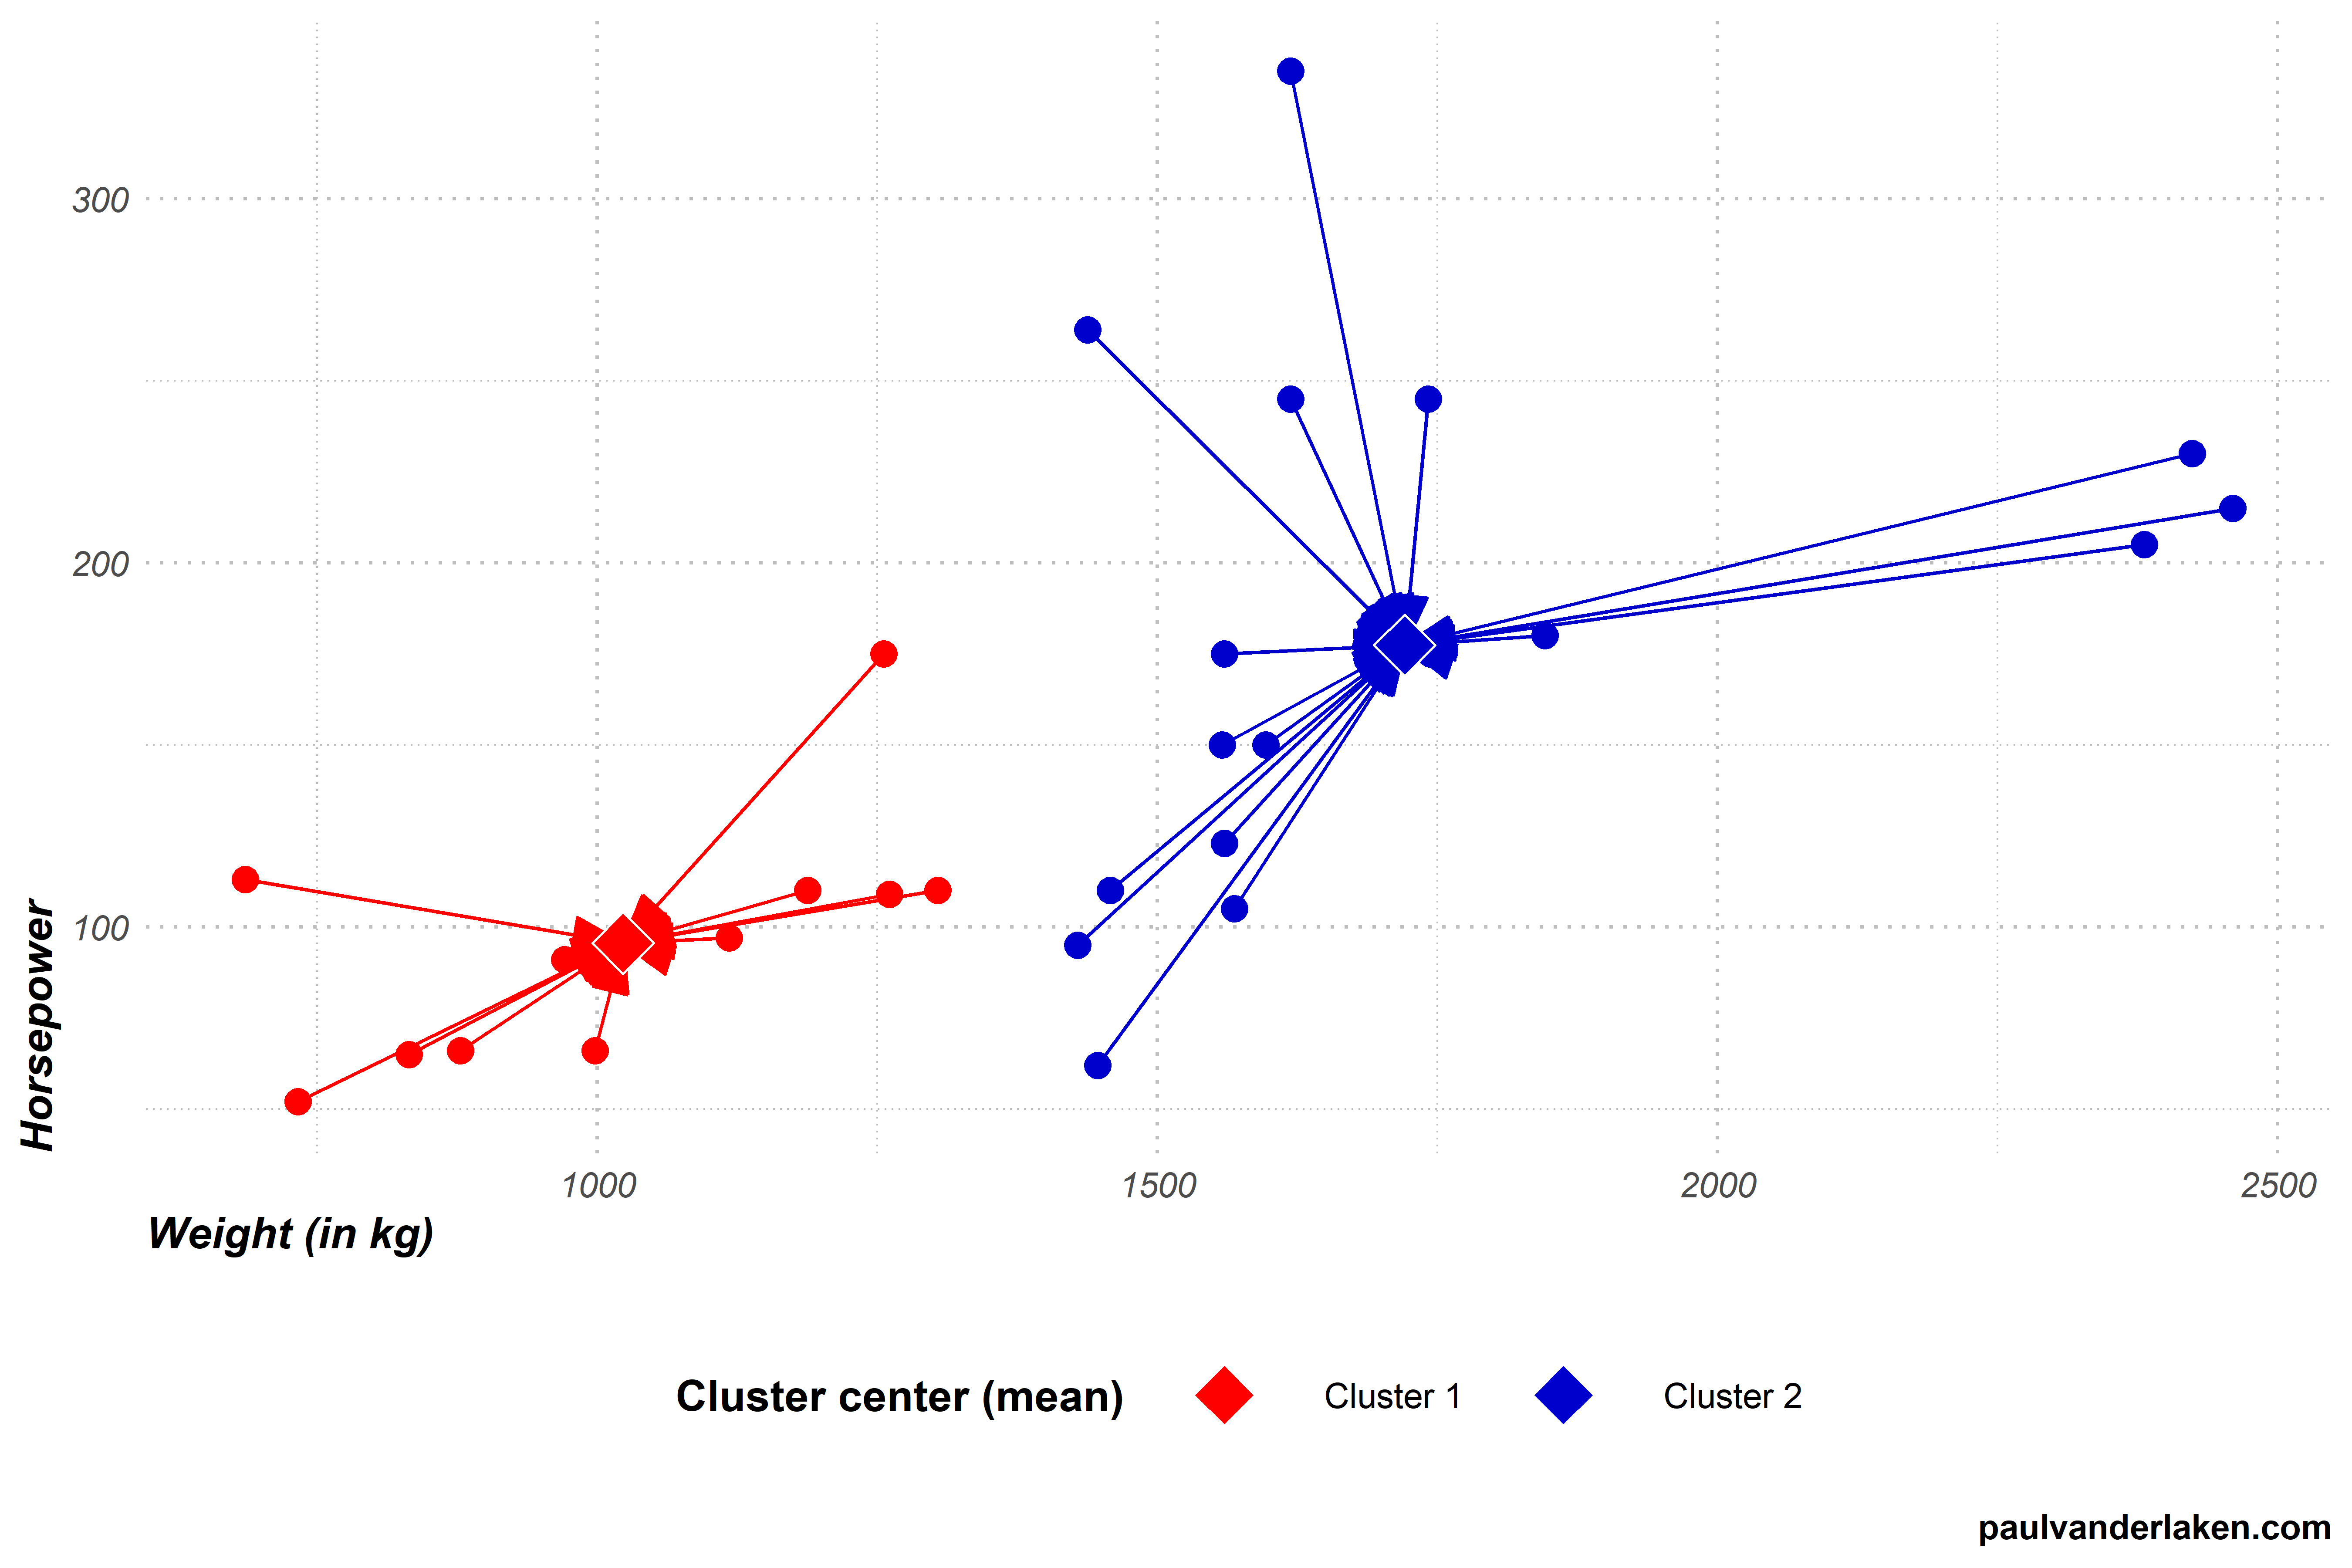 300
200
100
Horsepower
1000 1500 2000 2500
Weight (in kg)
Cluster center (mean) Cluster 1 Cluster 2
paulvanderlaken.com